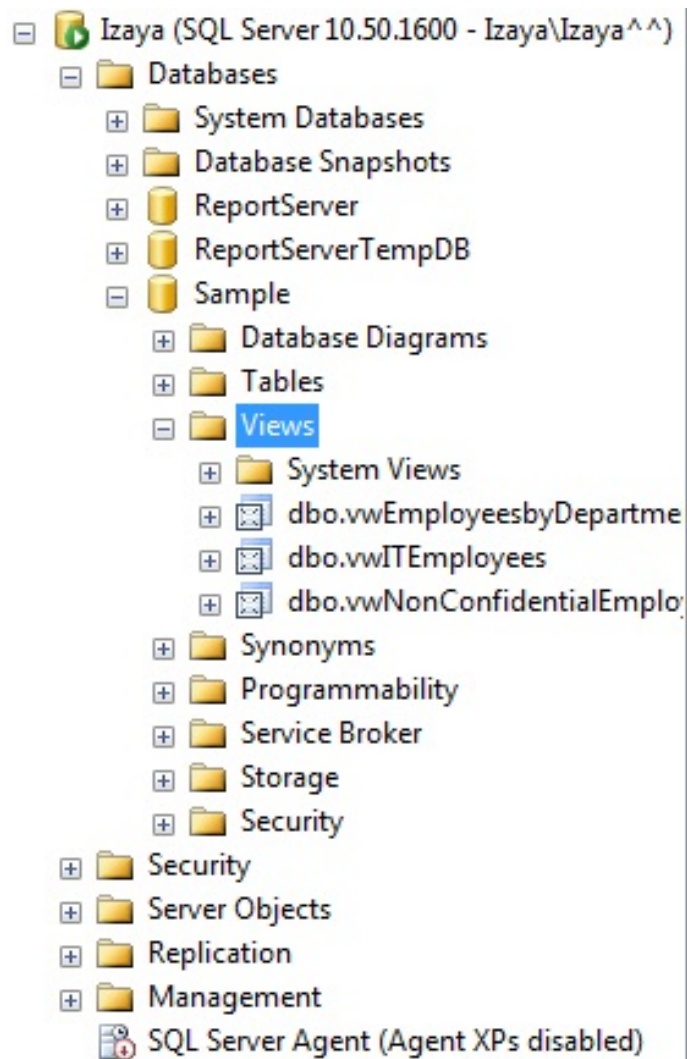 Izaya (SQL Server 10.50.1600 - Izaya\Izaya^^)
Databases
System Databases
Database Snapshots
ReportServer
ReportServerTempDB
Sample
Database Diagrams
Tables
Views
System Views
dbo.vwEmployeesbyDepartme
dbo.vwITEmployees
dbo.vwNonConfidentialEmplo
Synonyms
Programmability
Service Broker
Storage
Security
Security
Server Objects
Replication
Management
SQL Server Agent (Agent XPs disabled)